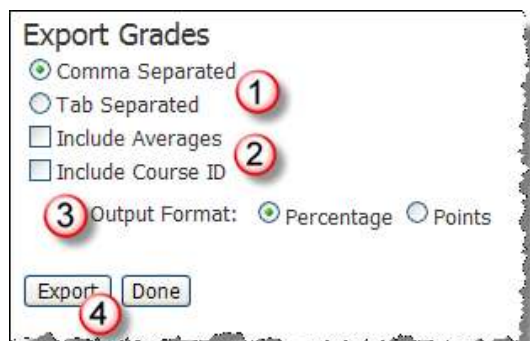 Export Grades
Comma Separated
1
Tab Separated
Include Averages
2
Include Course ID
3 Output Format: Percentage Points
Export Done
4